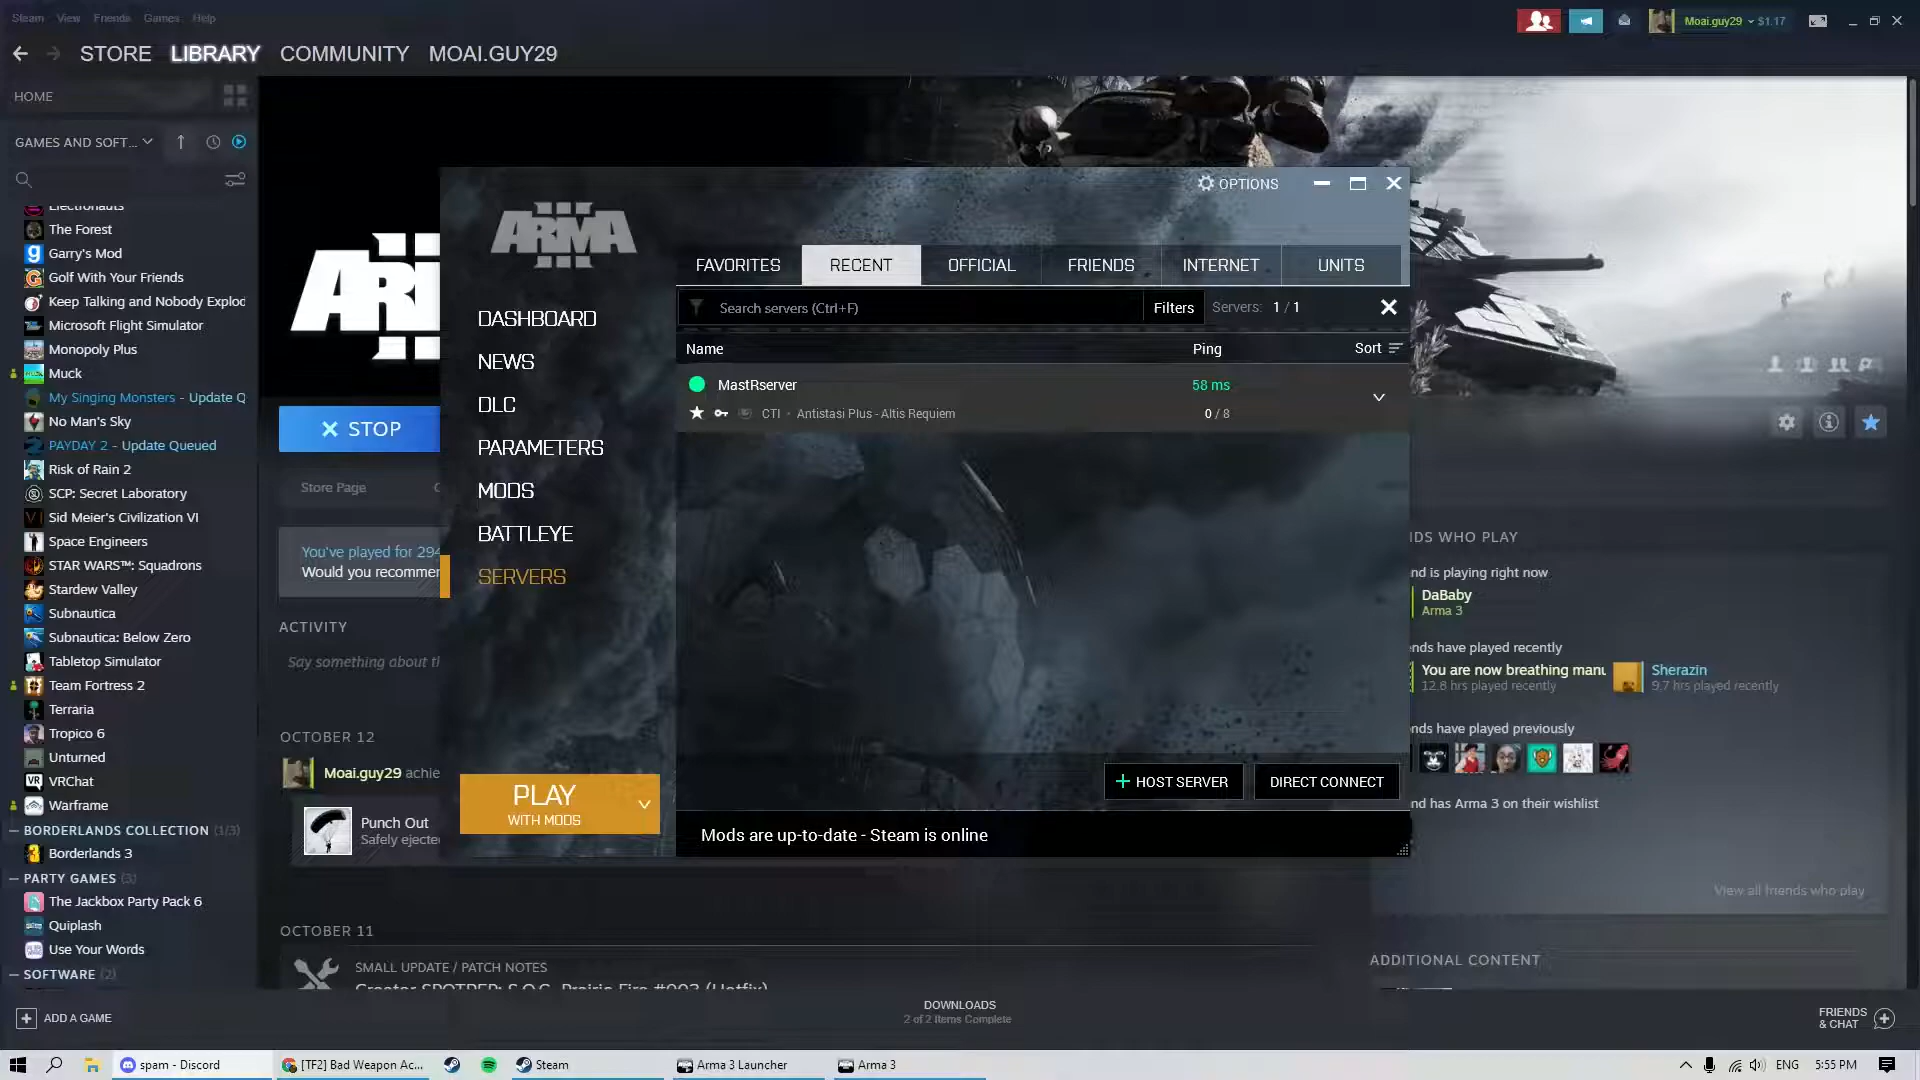 Steam View Friends Games Help
Moai.guy29 $1.17
STORE LIBRARY COMMUNITY MOAI.GUY29
HOME
GAMES AND SOFT...
Electronauts
The Forest
Garry's Mod
Golf With Your Friends
Keep Talking and Nobody Explod
Microsoft Flight Simulator
Monopoly Plus
Muck
My Singing Monsters - Update Q
No Man's Sky
PAYDAY 2 - Update Queued
Risk of Rain 2
SCP: Secret Laboratory
Sid Meier's Civilization VI
Space Engineers
STAR WARS™: Squadrons
Stardew Valley
Subnautica
Subnautica: Below Zero
Tabletop Simulator
Team Fortress 2
Terraria
Tropico 6
Unturned
VRChat
Warframe
BORDERLANDS COLLECTION (1/3)
Borderlands 3
PARTY GAMES (3)
The Jackbox Party Pack 6
Quiplash
Use Your Words
SOFTWARE (2)
ADD A GAME
STOP
Store Page
You've played for 294
Would you recommer
ACTIVITY
Say something about tl
OCTOBER 12
Moai.guy29 achie
Punch Out
Safely ejected
OCTOBER 11
SMALL UPDATE / PATCH NOTES
Creator SPOTREP: S.O.G. Prairie Fire #003 (Hotfix)
OPTIONS
ARMA III
DASHBOARD
NEWS
DLC
PARAMETERS
MODS
BATTLEYE
SERVERS
PLAY
WITH MODS
FAVORITES RECENT OFFICIAL FRIENDS INTERNET UNITS
Search servers (Ctrl+F) Filters Servers: 1 / 1
Name Ping Sort
MastRserver 58 ms
CTI • Antistasi Plus - Altis Requiem 0 / 8
HOST SERVER DIRECT CONNECT
Mods are up-to-date - Steam is online
NDS WHO PLAY
nd is playing right now
DaBaby
Arma 3
nds have played recently
You are now breathing manu
12.8 hrs played recently
Sherazin
9.7 hrs played recently
nds have played previously
nd has Arma 3 on their wishlist
View all friends who play
ADDITIONAL CONTENT
DOWNLOADS
2 of 2 Items Complete
FRIENDS
& CHAT
spam - Discord [TF2] Bad Weapon Ac... Steam Arma 3 Launcher Arma 3 ENG 5:55 PM